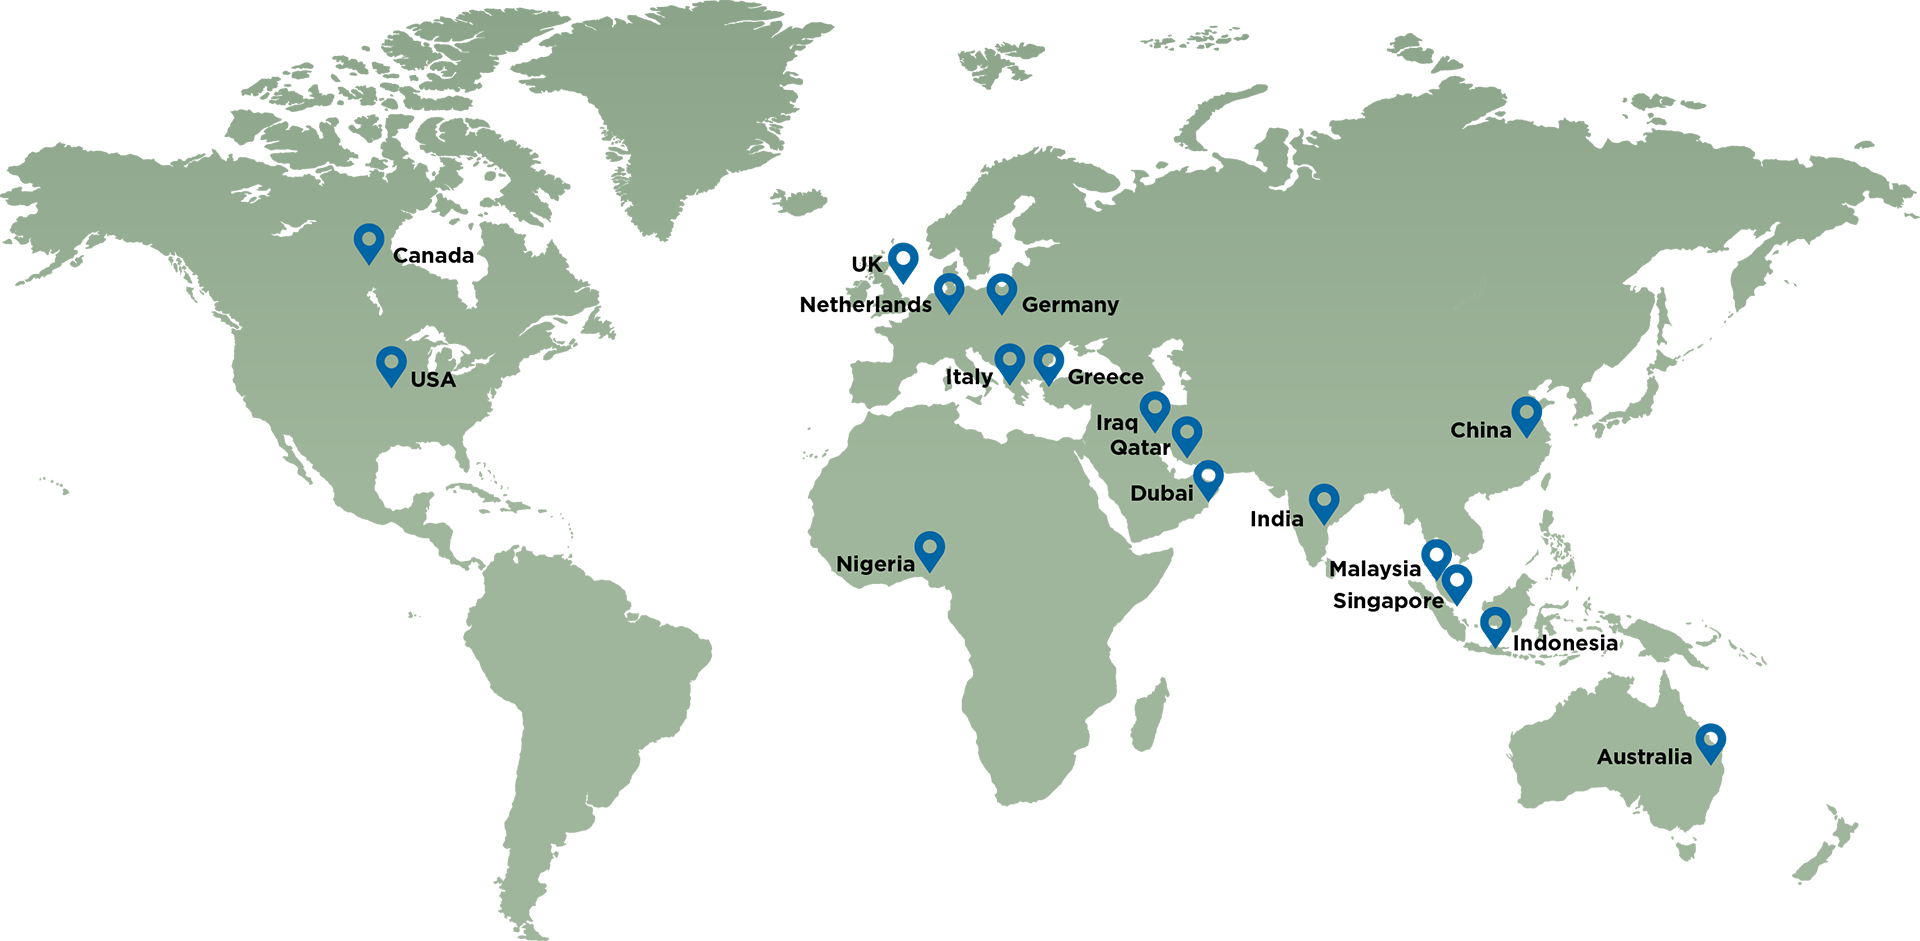 Canada
UK
Netherlands
Germany
USA
Italy
Greece
Iraq
Qatar
China
Dubai
India
Nigeria
Malaysia
Singapore
Indonesia
Australia